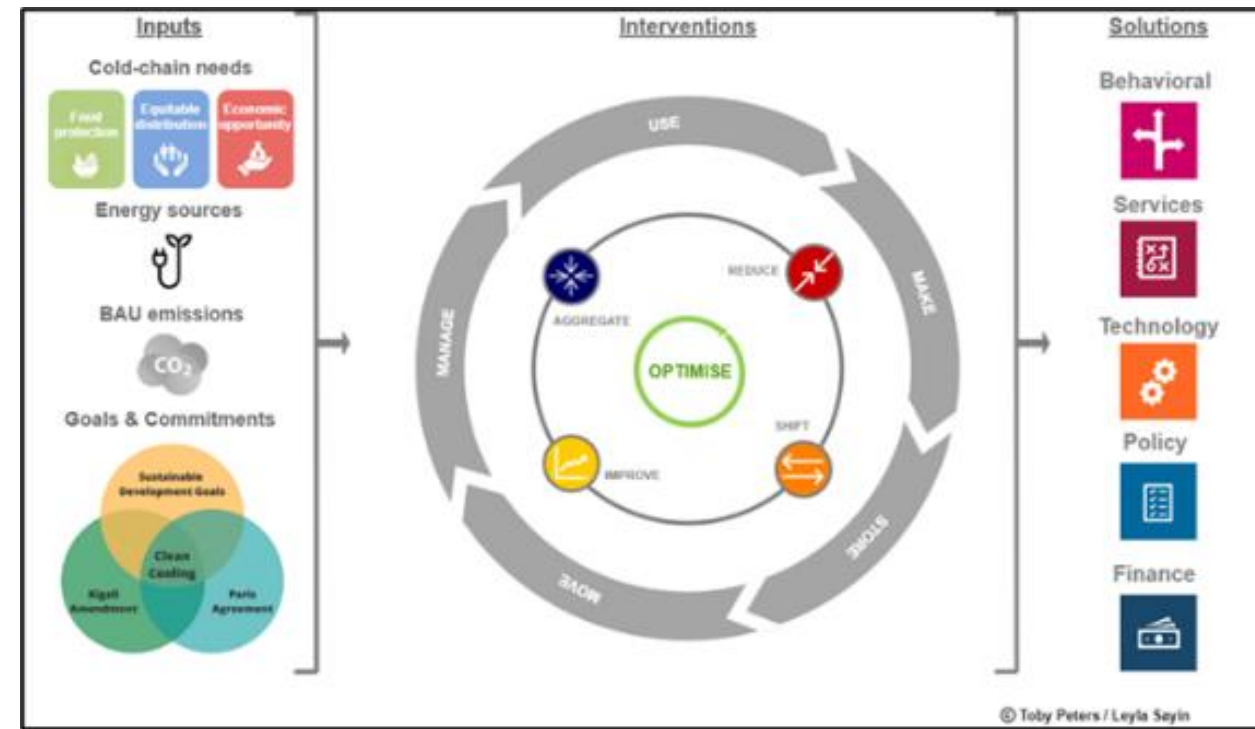 Inputs
Cold-chain needs
Food
protection
Equitable
distribution
Economic
opportunity
Energy sources
BAU emissions
CO2
Goals & Commitments
Sustainable
Development Goals
Clean
Cooling
Kigali
Amendment
Paris
Agreement
Interventions
USE
MAKE
STORE
MOVE
MANAGE
AGGREGATE
REDUCE
OPTIMISE
SHIFT
IMPROVE
Solutions
Behavioral
Services
Technology
Policy
Finance
© Toby Peters / Leyla Sayin